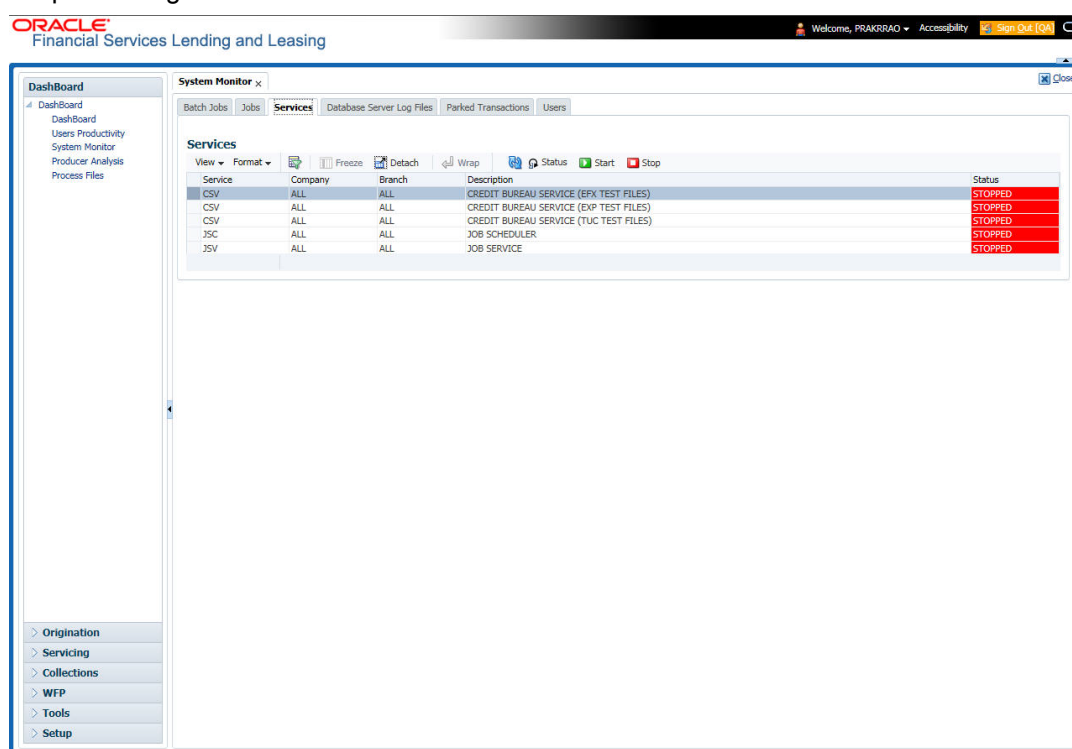 ORACLE
Financial Services Lending and Leasing
Welcome, PRAKRRAO Accessibility Sign Out [QA]
DashBoard
DashBoard
DashBoard
Users Productivity
System Monitor
Producer Analysis
Process Files
System Monitor
Close
Batch Jobs Jobs Services Database Server Log Files Parked Transactions Users
Services
View Format Freeze Detach Wrap Status Start Stop
Service Company Branch Description Status
CSV ALL ALL CREDIT BUREAU SERVICE (EFX TEST FILES) STOPPED
CSV ALL ALL CREDIT BUREAU SERVICE (EXP TEST FILES) STOPPED
CSV ALL ALL CREDIT BUREAU SERVICE (TUC TEST FILES) STOPPED
JSC ALL ALL JOB SCHEDULER STOPPED
JSV ALL ALL JOB SERVICE STOPPED
Origination
Servicing
Collections
WFP
Tools
Setup